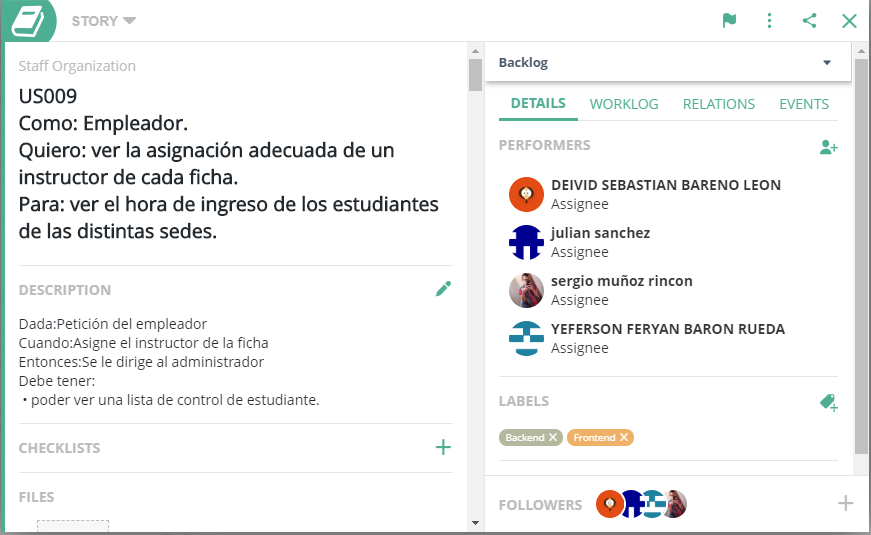 STORY
Staff Organization
US009
Como: Empleador.
Quiero: ver la asignación adecuada de un
instructor de cada ficha.
Para: ver el hora de ingreso de los estudiantes
de las distintas sedes.
DESCRIPTION
Dada:Petición del empleador
Cuando:Asigne el instructor de la ficha
Entonces:Se le dirige al administrador
Debe tener:
• poder ver una lista de control de estudiante.
CHECKLISTS
FILES
Backlog
DETAILS WORKLOG RELATIONS EVENTS
PERFORMERS
DEIVID SEBASTIAN BARENO LEON
Assignee
julian sanchez
Assignee
sergio muñoz rincon
Assignee
YEFERSON FERYAN BARON RUEDA
Assignee
LABELS
Backend Frontend
FOLLOWERS